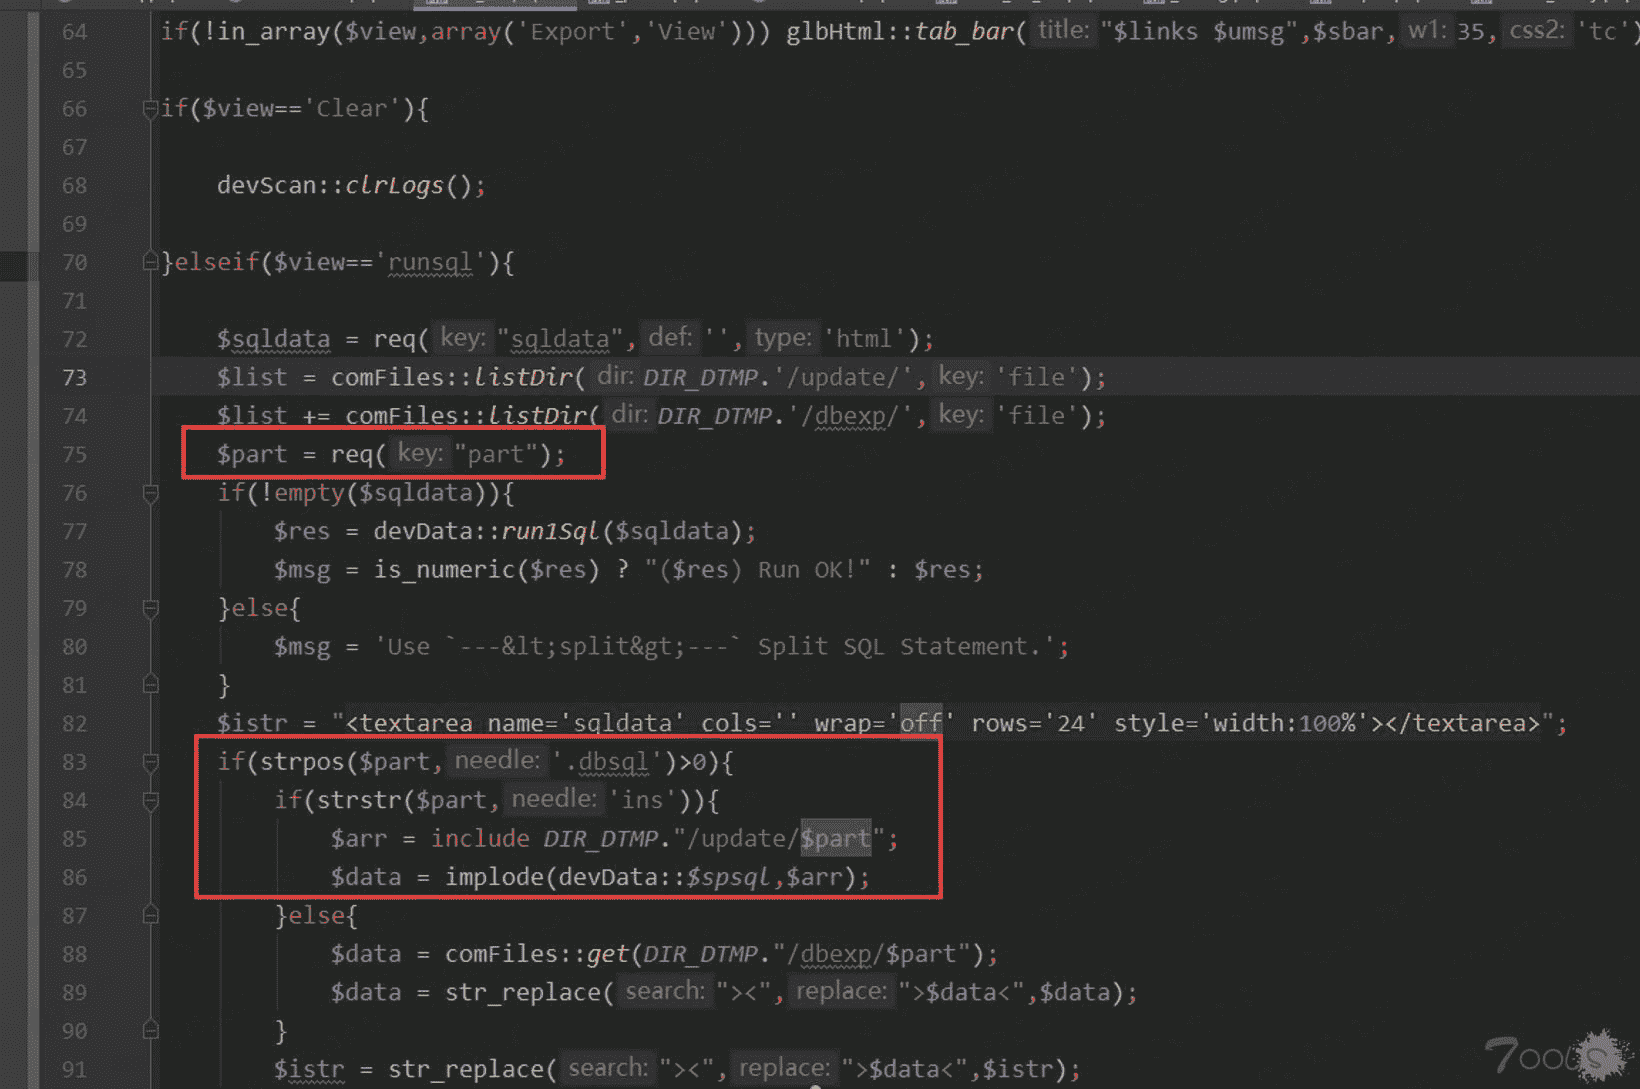 64 if(!in_array($view,array('Export','View'))) glbHtml::tab_bar( title: "$links $umsg",$sbar, w1: 35, css2: 'tc')
65
66 if($view=='Clear'){
67
68 devScan::clrLogs();
69
70 }elseif($view=='runsql'){
71
72 $sqldata = req( key: "sqldata", def: '', type: 'html');
73 $list = comFiles::listDir( dir: DIR_DTMP.'/update/', key: 'file');
74 $list += comFiles::listDir( dir: DIR_DTMP.'/dbexp/', key: 'file');
75 $part = req( key: "part");
76 if(!empty($sqldata)){
77 $res = devData::run1Sql($sqldata);
78 $msg = is_numeric($res) ? "($res) Run OK!" : $res;
79 }else{
80 $msg = 'Use `---&lt;split&gt;---` Split SQL Statement.';
81 }
82 $istr = "<textarea name='sqldata' cols='' wrap='off' rows='24' style='width:100%'></textarea>";
83 if(strpos($part, needle: '.dbsql')>0){
84 if(strstr($part, needle: 'ins')){
85 $arr = include DIR_DTMP."/update/$part";
86 $data = implode(devData::$spsql,$arr);
87 }else{
88 $data = comFiles::get(DIR_DTMP."/dbexp/$part");
89 $data = str_replace( search: "><", replace: ">$data<",$data);
90 }
91 $istr = str_replace( search: "><", replace: ">$data<",$istr);